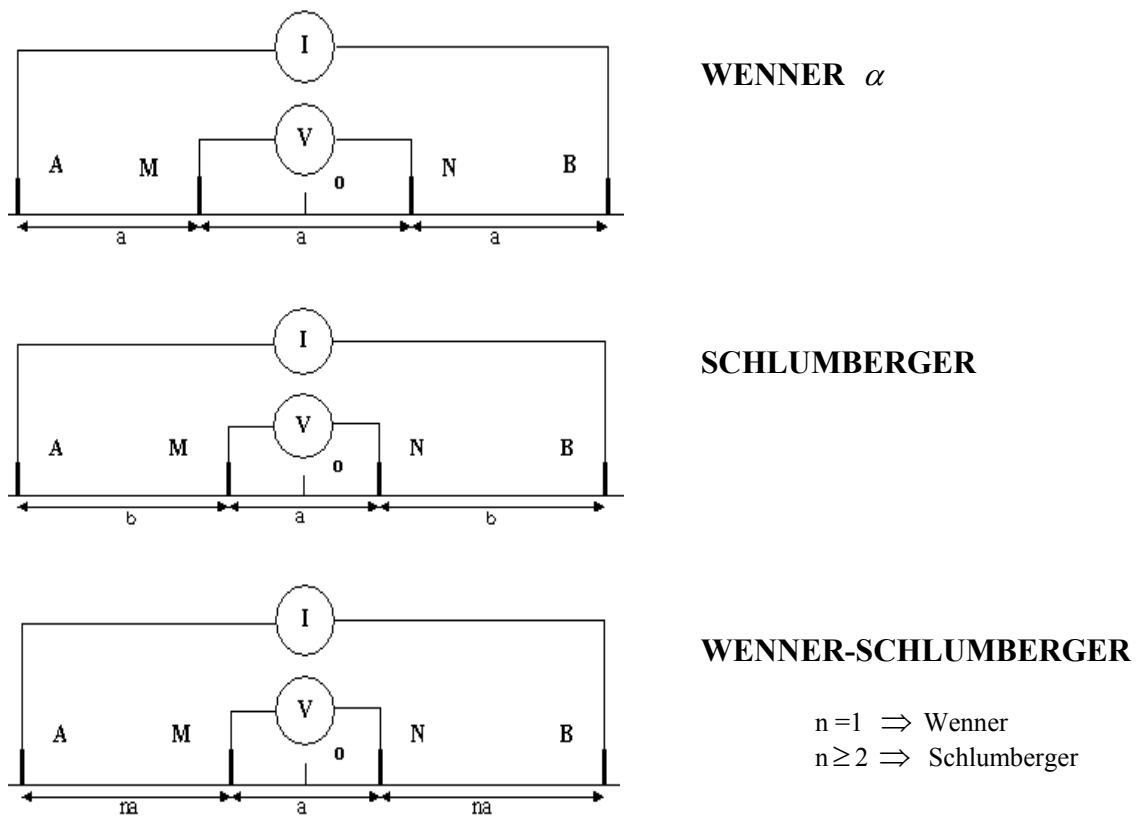 I
WENNER α
V
A M o N B
a a a
I
SCHLUMBERGER
V
A M o N B
b a b
I
WENNER-SCHLUMBERGER
V
n =1 ⇒ Wenner
A M o N B
n ≥ 2 ⇒ Schlumberger
na a na